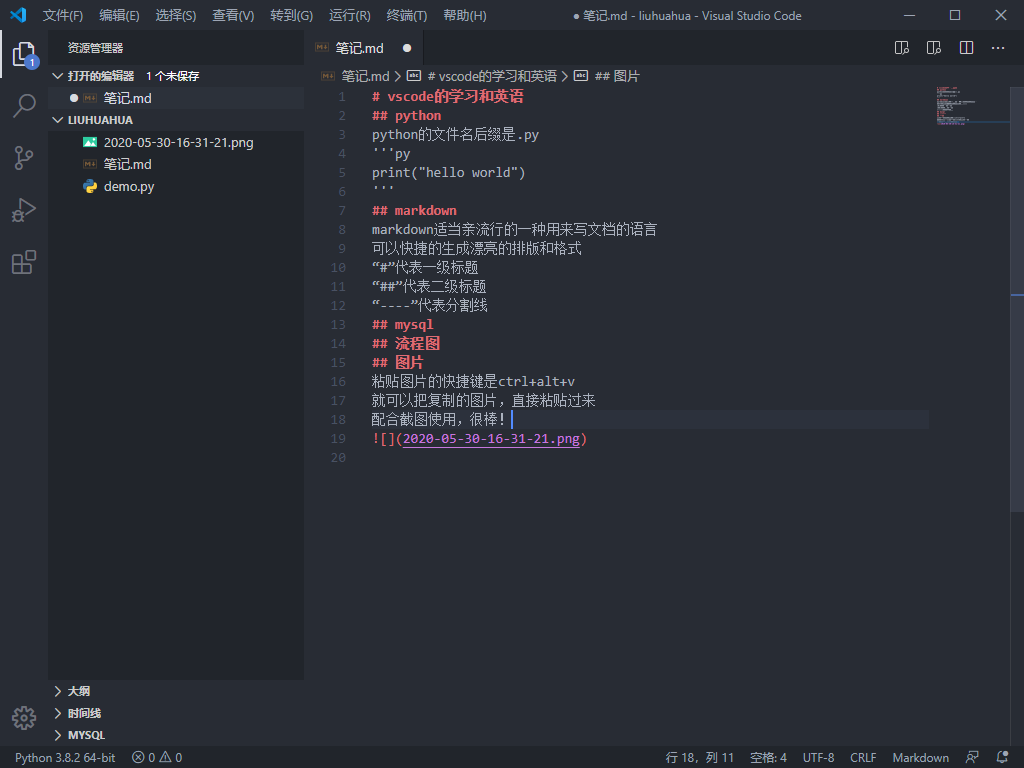 文件(F) 编辑(E) 选择(S) 查看(V) 转到(G) 运行(R) 终端(T) 帮助(H) ● 笔记.md - liuhuahua - Visual Studio Code
资源管理器
打开的编辑器 1 个未保存
笔记.md
LIUHUAHUA
2020-05-30-16-31-21.png
笔记.md
demo.py
大纲
时间线
MYSQL
1
笔记.md
笔记.md > # vscode的学习和英语 > ## 图片
1 # vscode的学习和英语
2 ## python
3 python的文件名后缀是.py
4 '''py
5 print("hello world")
6 '''
7 ## markdown
8 markdown适当亲流行的一种用来写文档的语言
9 可以快捷的生成漂亮的排版和格式
10 “#”代表一级标题
11 “##”代表二级标题
12 “----”代表分割线
13 ## mysql
14 ## 流程图
15 ## 图片
16 粘贴图片的快捷键是ctrl+alt+v
17 就可以把复制的图片，直接粘贴过来
18 配合截图使用，很棒！
19 ![](2020-05-30-16-31-21.png)
20
Python 3.8.2 64-bit 0 0 行 18，列 11 空格: 4 UTF-8 CRLF Markdown